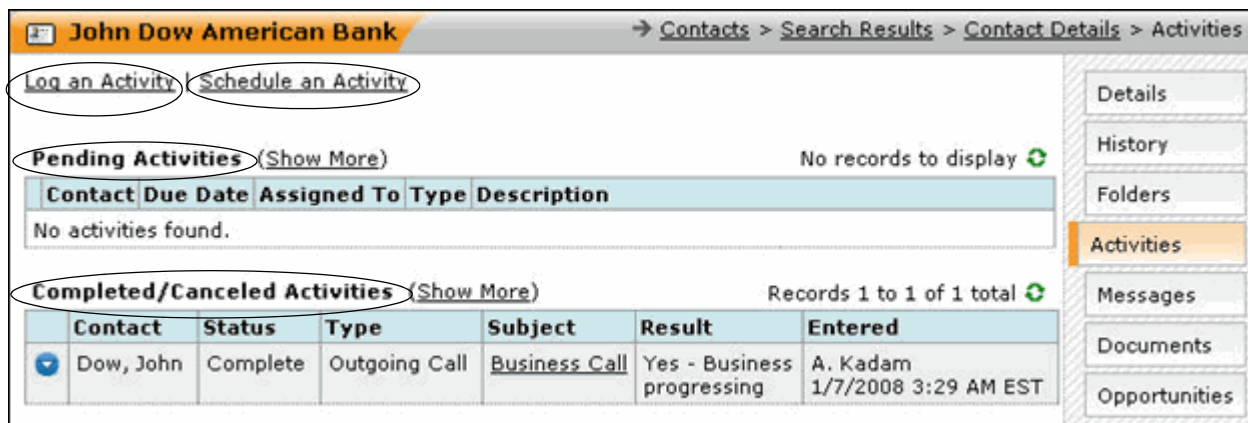 John Dow American Bank
→ Contacts > Search Results > Contact Details > Activities
Log an Activity | Schedule an Activity
Pending Activities (Show More) No records to display
Contact Due Date Assigned To Type Description
No activities found.
Completed/Canceled Activities (Show More) Records 1 to 1 of 1 total
Contact Status Type Subject Result Entered
Dow, John Complete Outgoing Call Business Call Yes - Business A. Kadam
progressing 1/7/2008 3:29 AM EST
Details
History
Folders
Activities
Messages
Documents
Opportunities